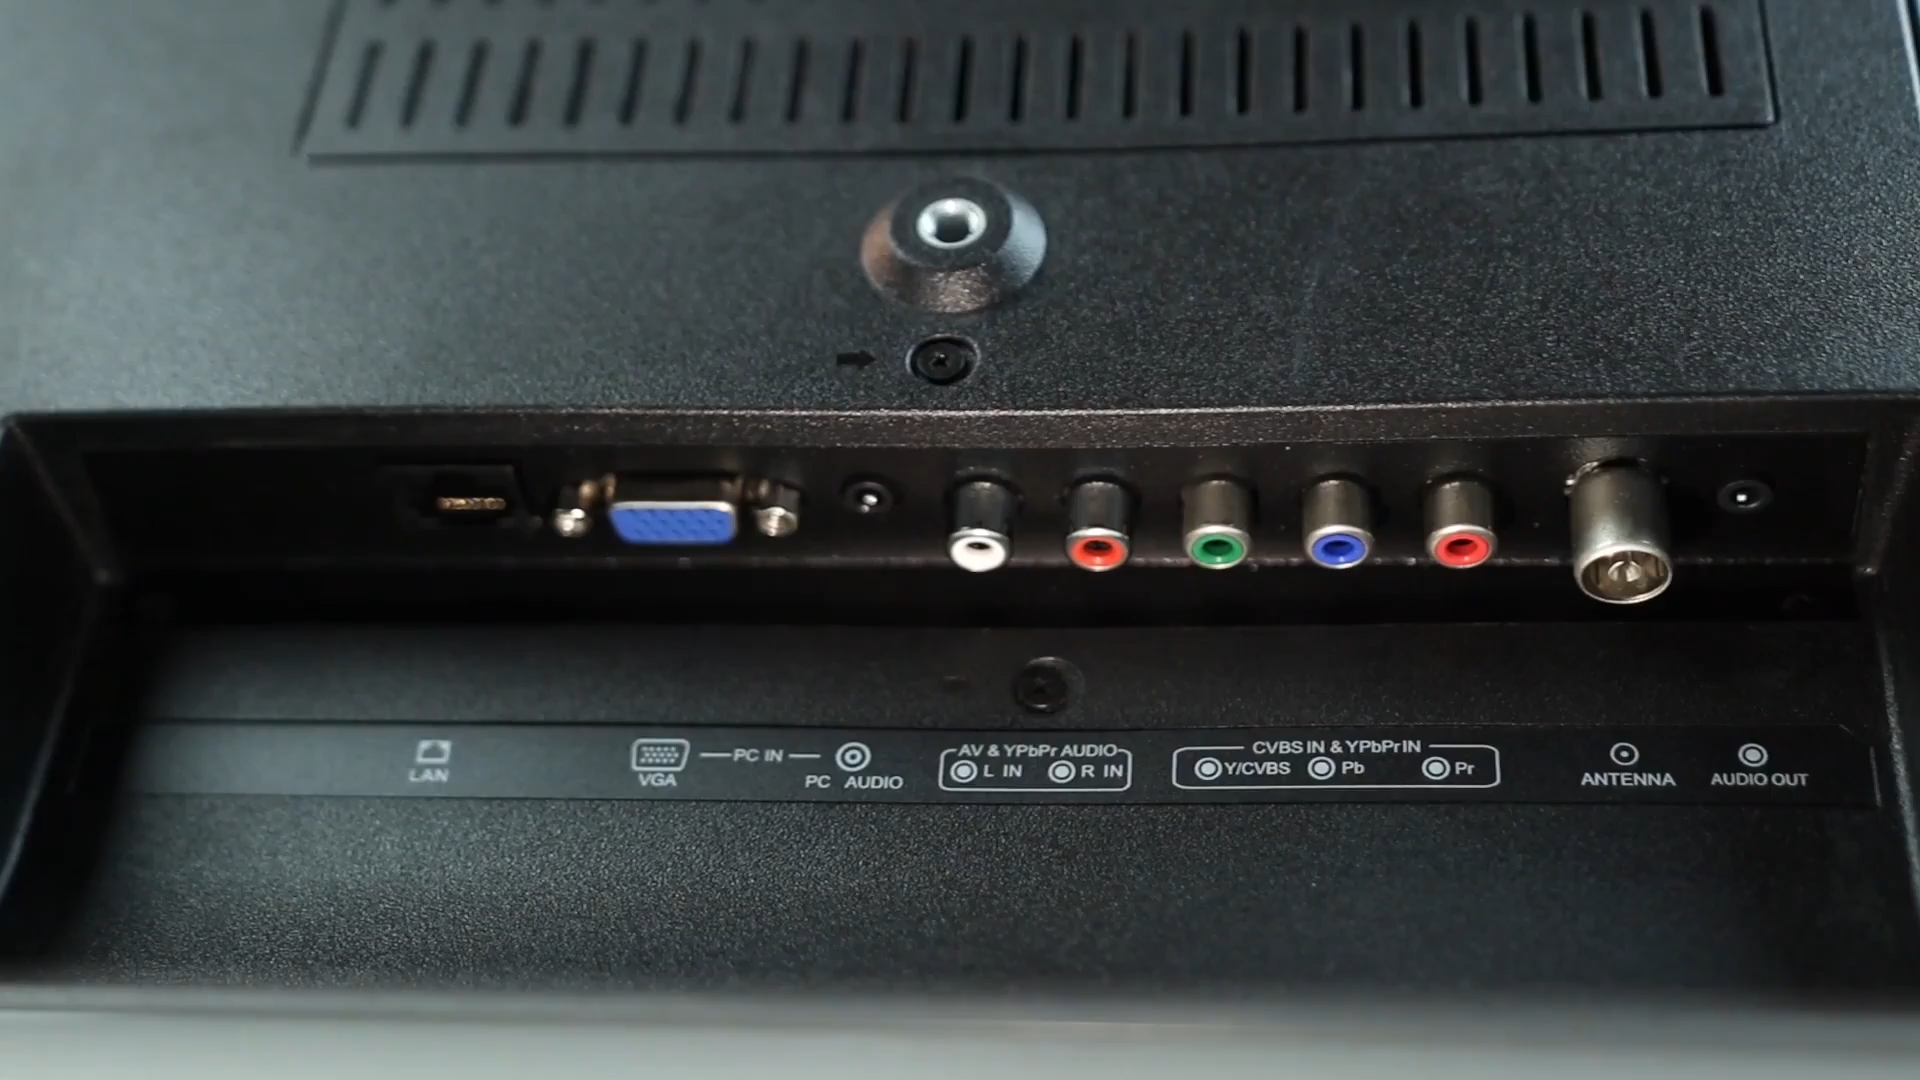 LAN
VGA
PC IN
PC AUDIO
AV & YPbPr AUDIO
L IN R IN
CVBS IN & YPbPr IN
Y/CVBS Pb Pr
ANTENNA
AUDIO OUT